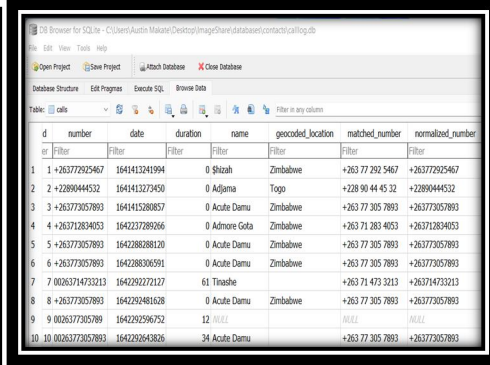 DB Browser for SQLite - C:\Users\Austin Makate\Desktop\ImageShare\databases\contacts\calllog.db
File Edit View Tools Help
Open Project Save Project Attach Database Close Database
Database Structure Edit Pragmas Execute SQL Browse Data
Table: calls Filter in any column
d number date duration name geocoded_location matched_number normalized_number
er Filter Filter Filter Filter Filter Filter Filter
1 1 +263772925467 1641413241994 0 $hizah Zimbabwe +263 77 292 5467 +263772925467
2 2 +22890444532 1641413273450 0 Adjama Togo +228 90 44 45 32 +22890444532
3 3 +263773057893 1641415280857 0 Acute Damu Zimbabwe +263 77 305 7893 +263773057893
4 4 +263712834053 1642237289266 0 Admore Gota Zimbabwe +263 71 283 4053 +263712834053
5 5 +263773057893 1642288288120 0 Acute Damu Zimbabwe +263 77 305 7893 +263773057893
6 6 +263773057893 1642288306591 0 Acute Damu Zimbabwe +263 77 305 7893 +263773057893
7 7 00263714733213 1642292272127 61 Tinashe +263 71 473 3213 +263714733213
8 8 +263773057893 1642292481628 0 Acute Damu Zimbabwe +263 77 305 7893 +263773057893
9 9 00263773057789 1642292596752 12 NULL NULL NULL
10 10 00263773057893 1642292643826 34 Acute Damu +263 77 305 7893 +263773057893